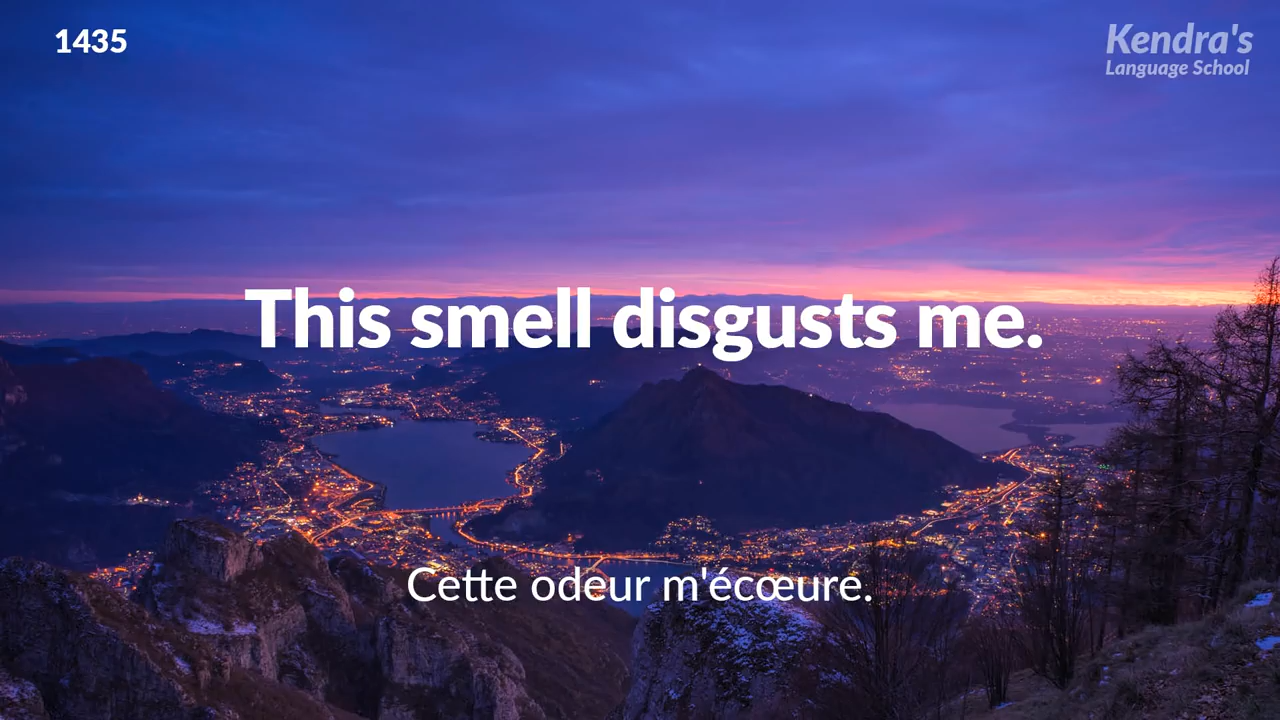 1435
Kendra's
Language School
This smell disgusts me.
Cette odeur m'écœure.